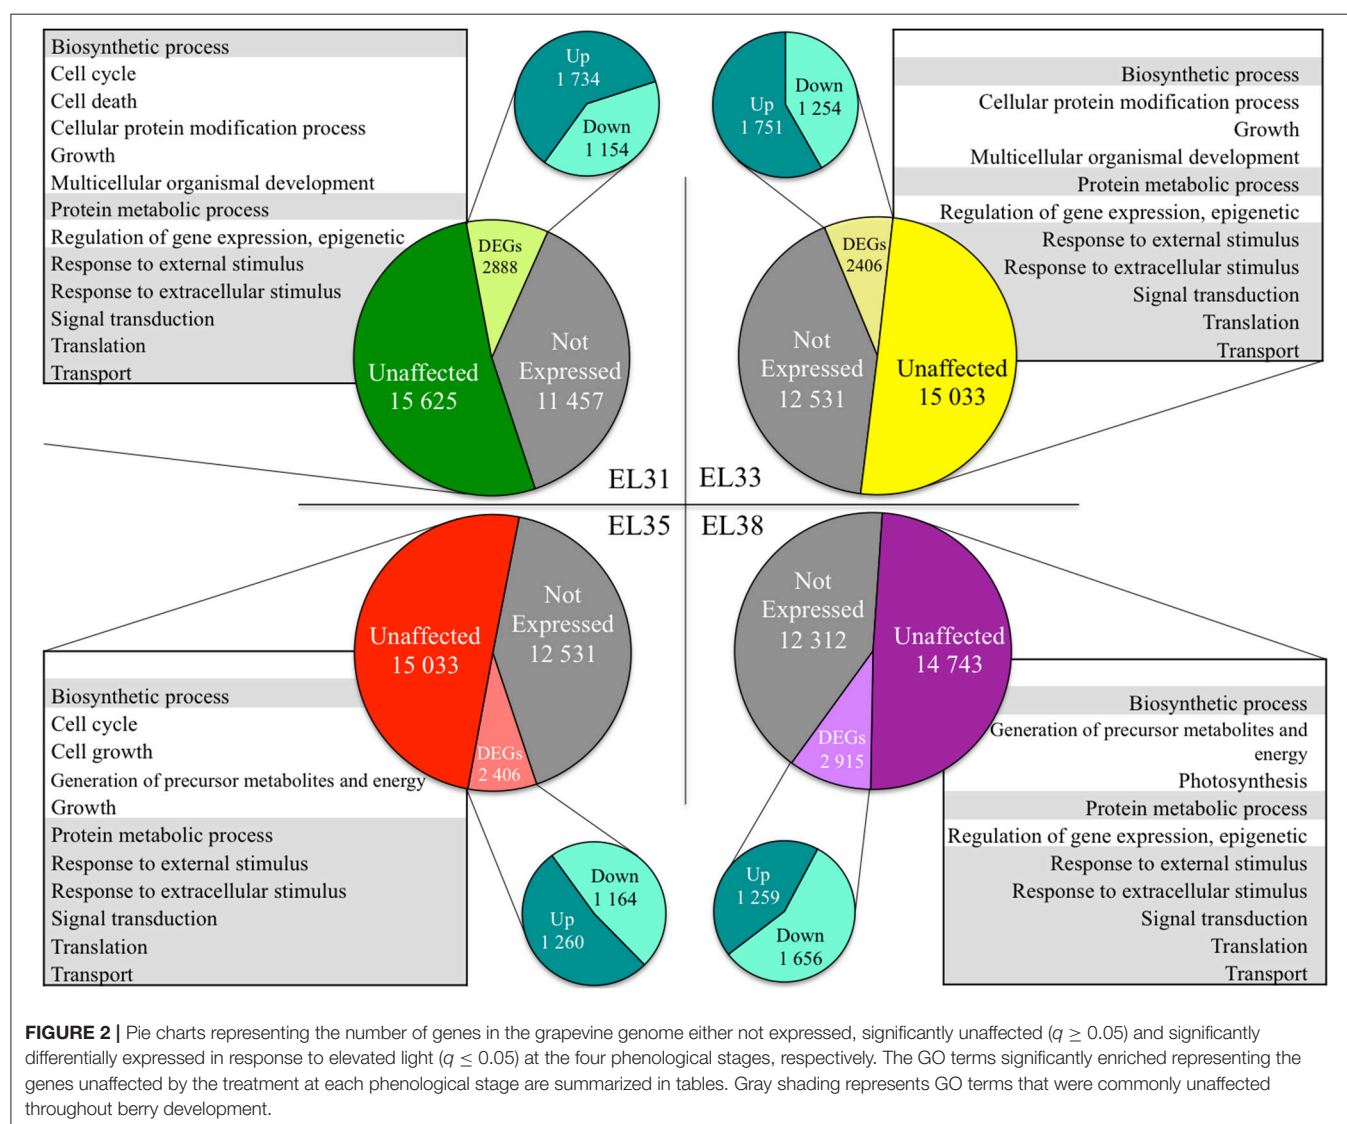 Biosynthetic process
Cell cycle
Cell death
Cellular protein modification process
Growth
Multicellular organismal development
Protein metabolic process
Regulation of gene expression, epigenetic
Response to external stimulus
Response to extracellular stimulus
Signal transduction
Translation
Transport
Up
1 734
Down
1 154
DEGs
2888
Not
Expressed
11 457
Unaffected
15 625
EL31
Up
1 751
Down
1 254
DEGs
2406
Not
Expressed
12 531
Unaffected
15 033
EL33
Biosynthetic process
Cellular protein modification process
Growth
Multicellular organismal development
Protein metabolic process
Regulation of gene expression, epigenetic
Response to external stimulus
Response to extracellular stimulus
Signal transduction
Translation
Transport
EL35
Unaffected
15 033
Not
Expressed
12 531
DEGs
2 406
Down
1 164
Up
1 260
Biosynthetic process
Cell cycle
Cell growth
Generation of precursor metabolites and energy
Growth
Protein metabolic process
Response to external stimulus
Response to extracellular stimulus
Signal transduction
Translation
Transport
EL38
Not
Expressed
12 312
Unaffected
14 743
DEGs
2 915
Up
1 259
Down
1 656
Biosynthetic process
Generation of precursor metabolites and
energy
Photosynthesis
Protein metabolic process
Regulation of gene expression, epigenetic
Response to external stimulus
Response to extracellular stimulus
Signal transduction
Translation
Transport
FIGURE 2 | Pie charts representing the number of genes in the grapevine genome either not expressed, significantly unaffected (q ≥ 0.05) and significantly
differentially expressed in response to elevated light (q ≤ 0.05) at the four phenological stages, respectively. The GO terms significantly enriched representing the
genes unaffected by the treatment at each phenological stage are summarized in tables. Gray shading represents GO terms that were commonly unaffected
throughout berry development.